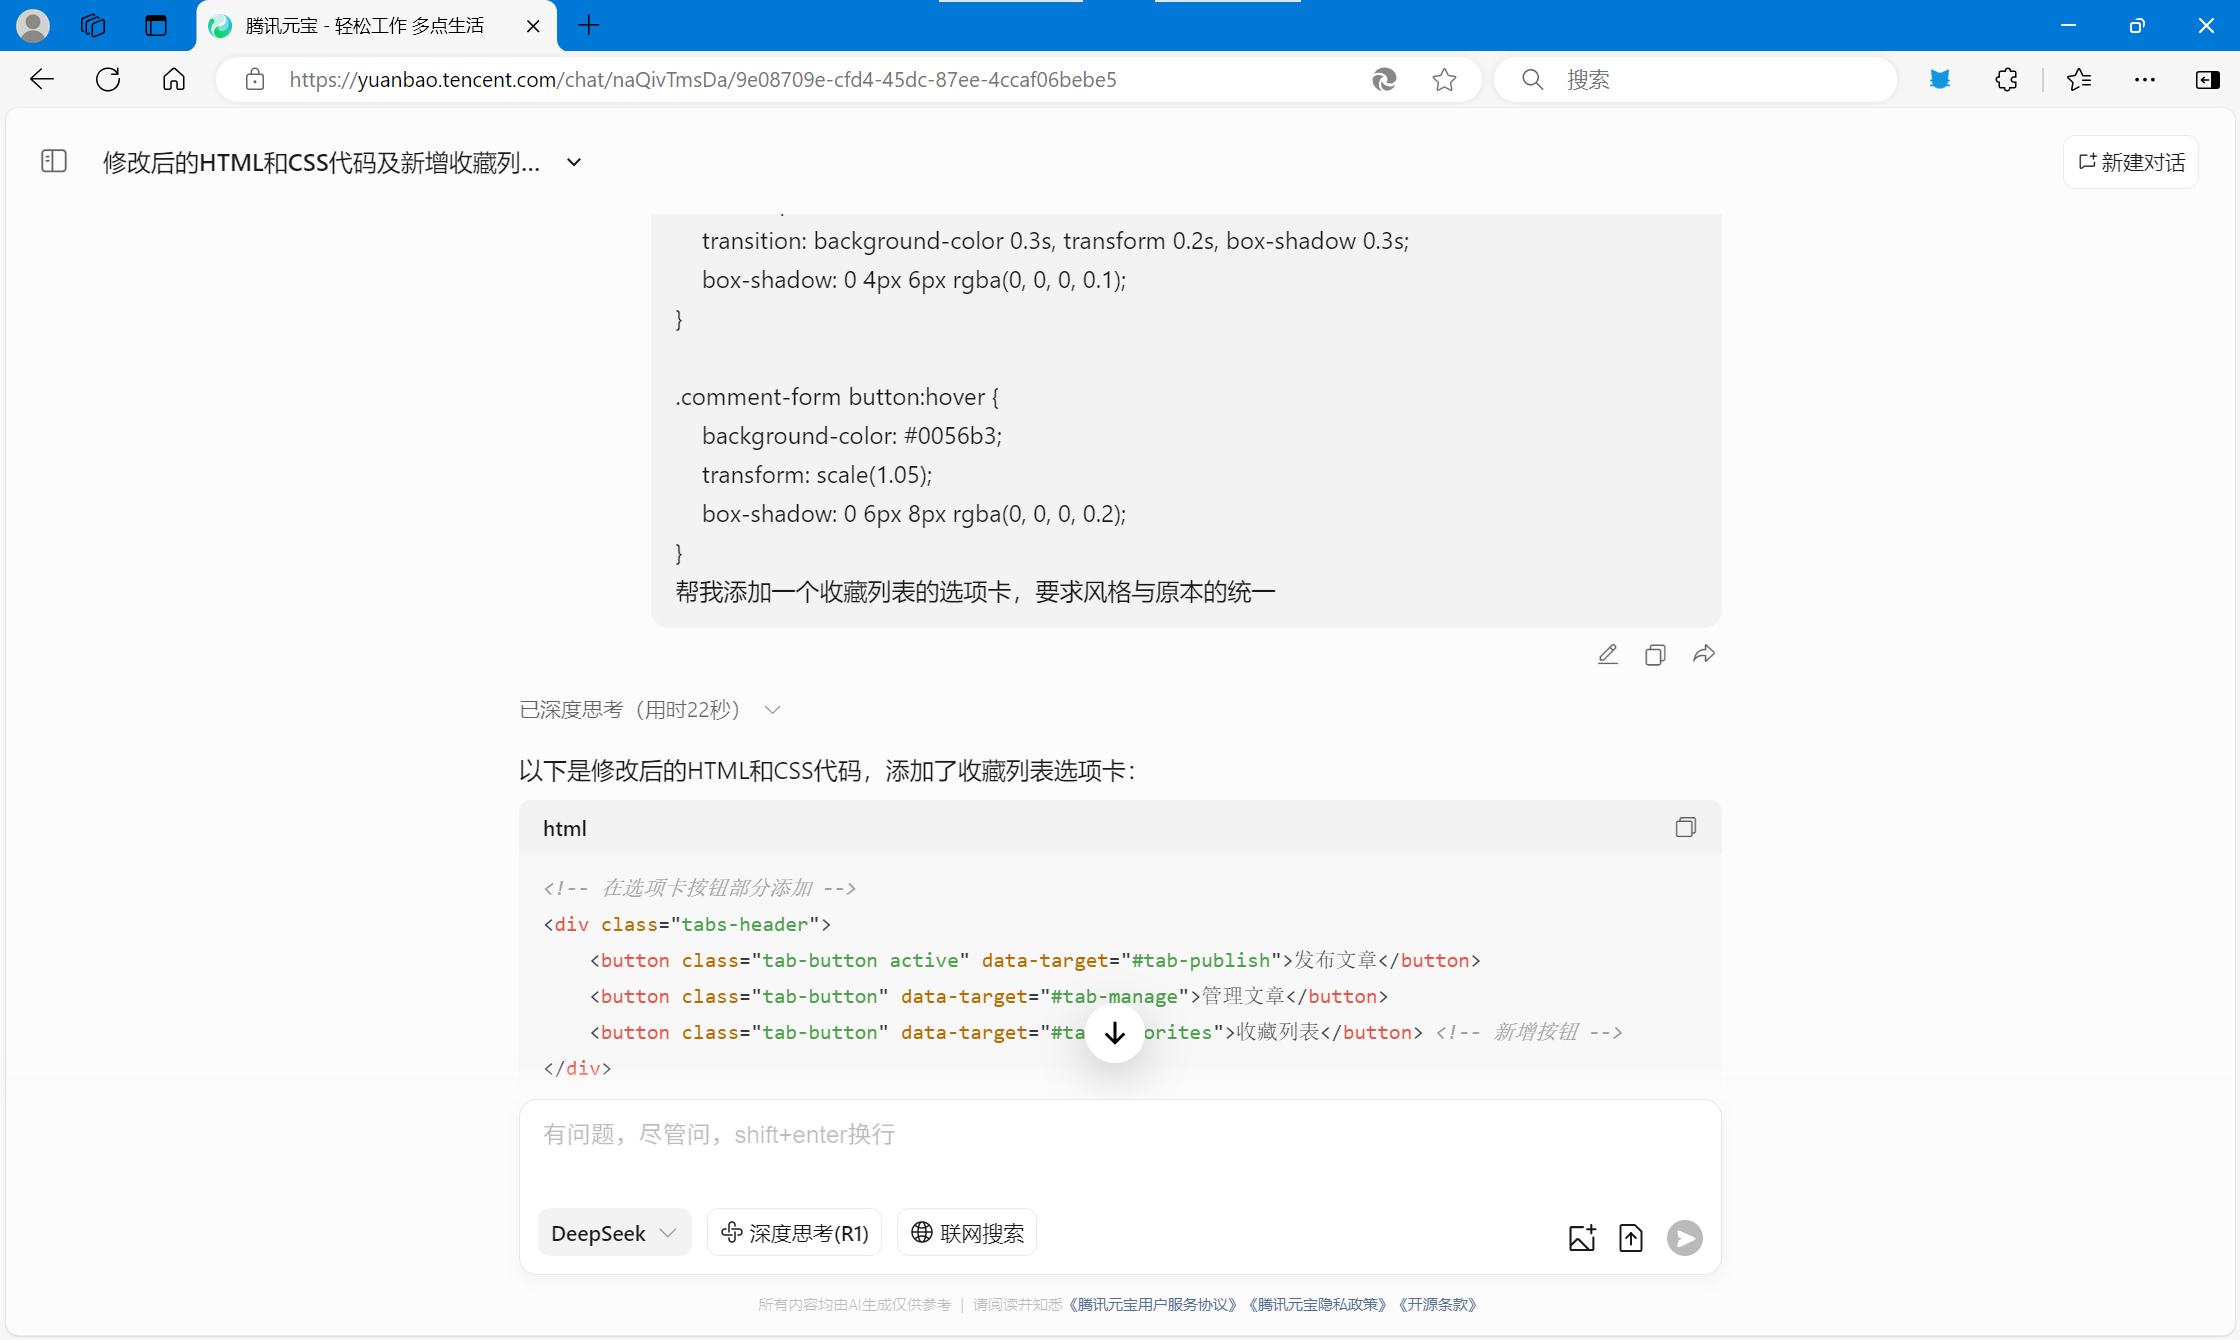 腾讯元宝 - 轻松工作 多点生活
https://yuanbao.tencent.com/chat/naQivTmsDa/9e08709e-cfd4-45dc-87ee-4ccaf06bebe5
搜索
修改后的HTML和CSS代码及新增收藏列...
新建对话
transition: background-color 0.3s, transform 0.2s, box-shadow 0.3s;
box-shadow: 0 4px 6px rgba(0, 0, 0, 0.1);
}
.comment-form button:hover {
background-color: #0056b3;
transform: scale(1.05);
box-shadow: 0 6px 8px rgba(0, 0, 0, 0.2);
}
帮我添加一个收藏列表的选项卡，要求风格与原本的统一
已深度思考（用时22秒）
以下是修改后的HTML和CSS代码，添加了收藏列表选项卡：
html
<!-- 在选项卡按钮部分添加 -->
<div class="tabs-header">
<button class="tab-button active" data-target="#tab-publish">发布文章</button>
<button class="tab-button" data-target="#tab-manage">管理文章</button>
<button class="tab-button" data-target="#ta orites">收藏列表</button> <!-- 新增按钮 -->
</div>
有问题，尽管问，shift+enter换行
DeepSeek
深度思考(R1)
联网搜索
所有内容均由AI生成仅供参考 | 请阅读并知悉《腾讯元宝用户服务协议》《腾讯元宝隐私政策》《开源条款》